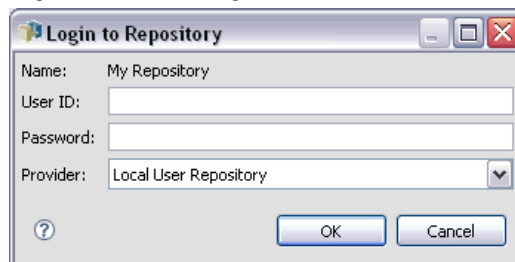 Login to Repository
Name: My Repository
User ID:
Password:
Provider: Local User Repository
? OK Cancel